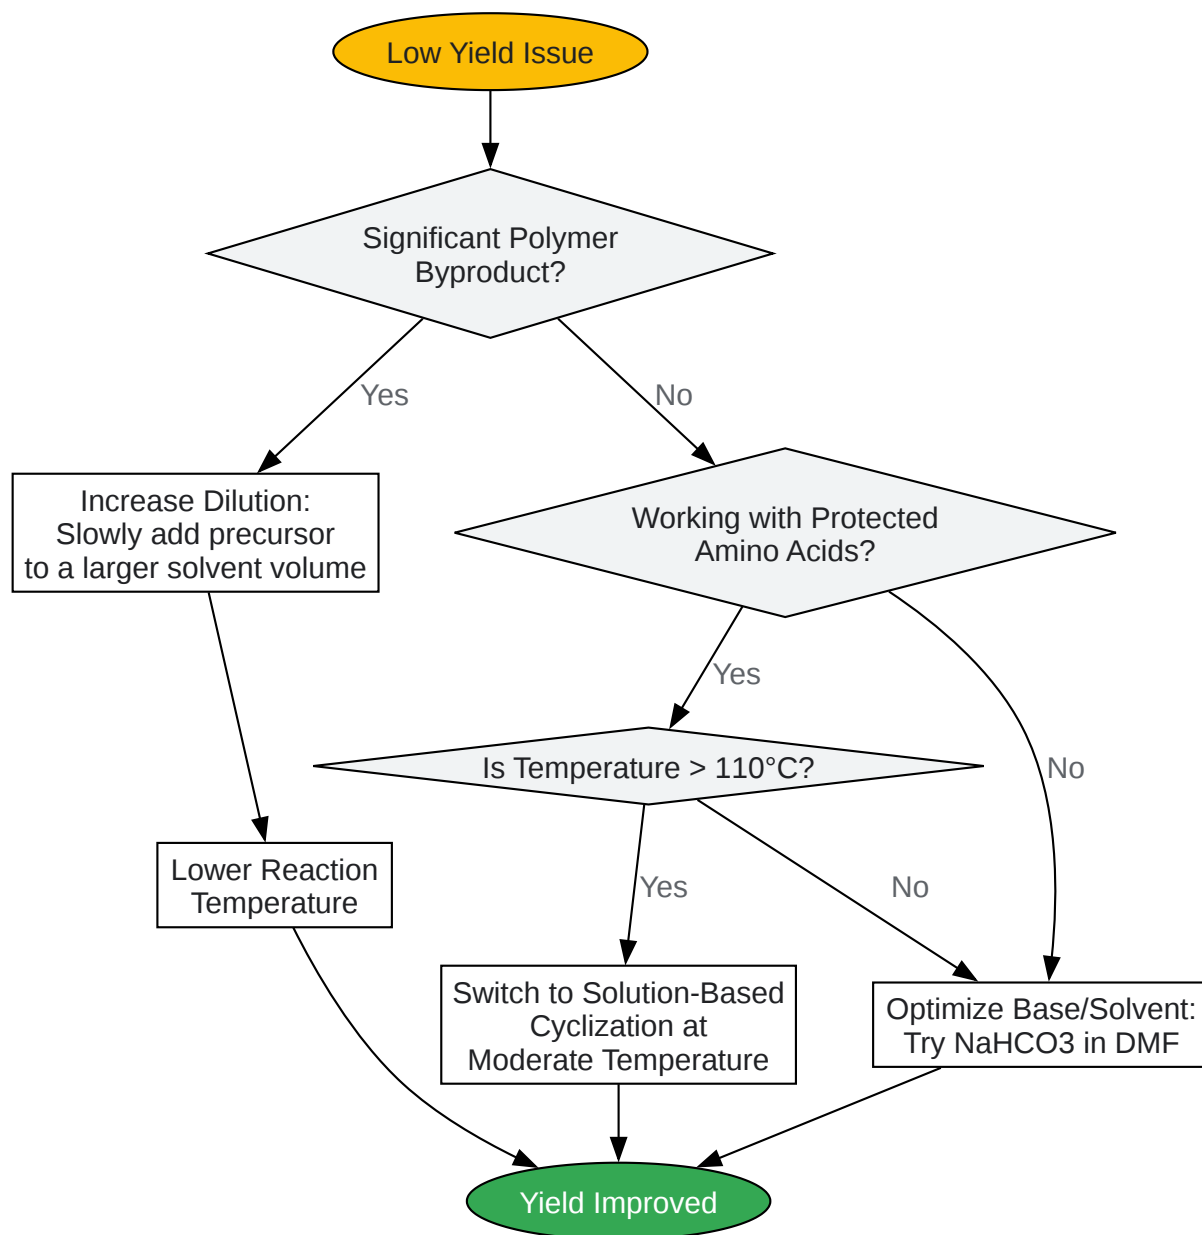 Low Yield Issue
Significant Polymer
Byproduct?
Yes
No
Increase Dilution:
Slowly add precursor
to a larger solvent volume
Working with Protected
Amino Acids?
Yes
No
Is Temperature > 110°C?
Lower Reaction
Temperature
Yes
No
Switch to Solution-Based
Cyclization at
Moderate Temperature
Optimize Base/Solvent:
Try NaHCO3 in DMF
Yield Improved